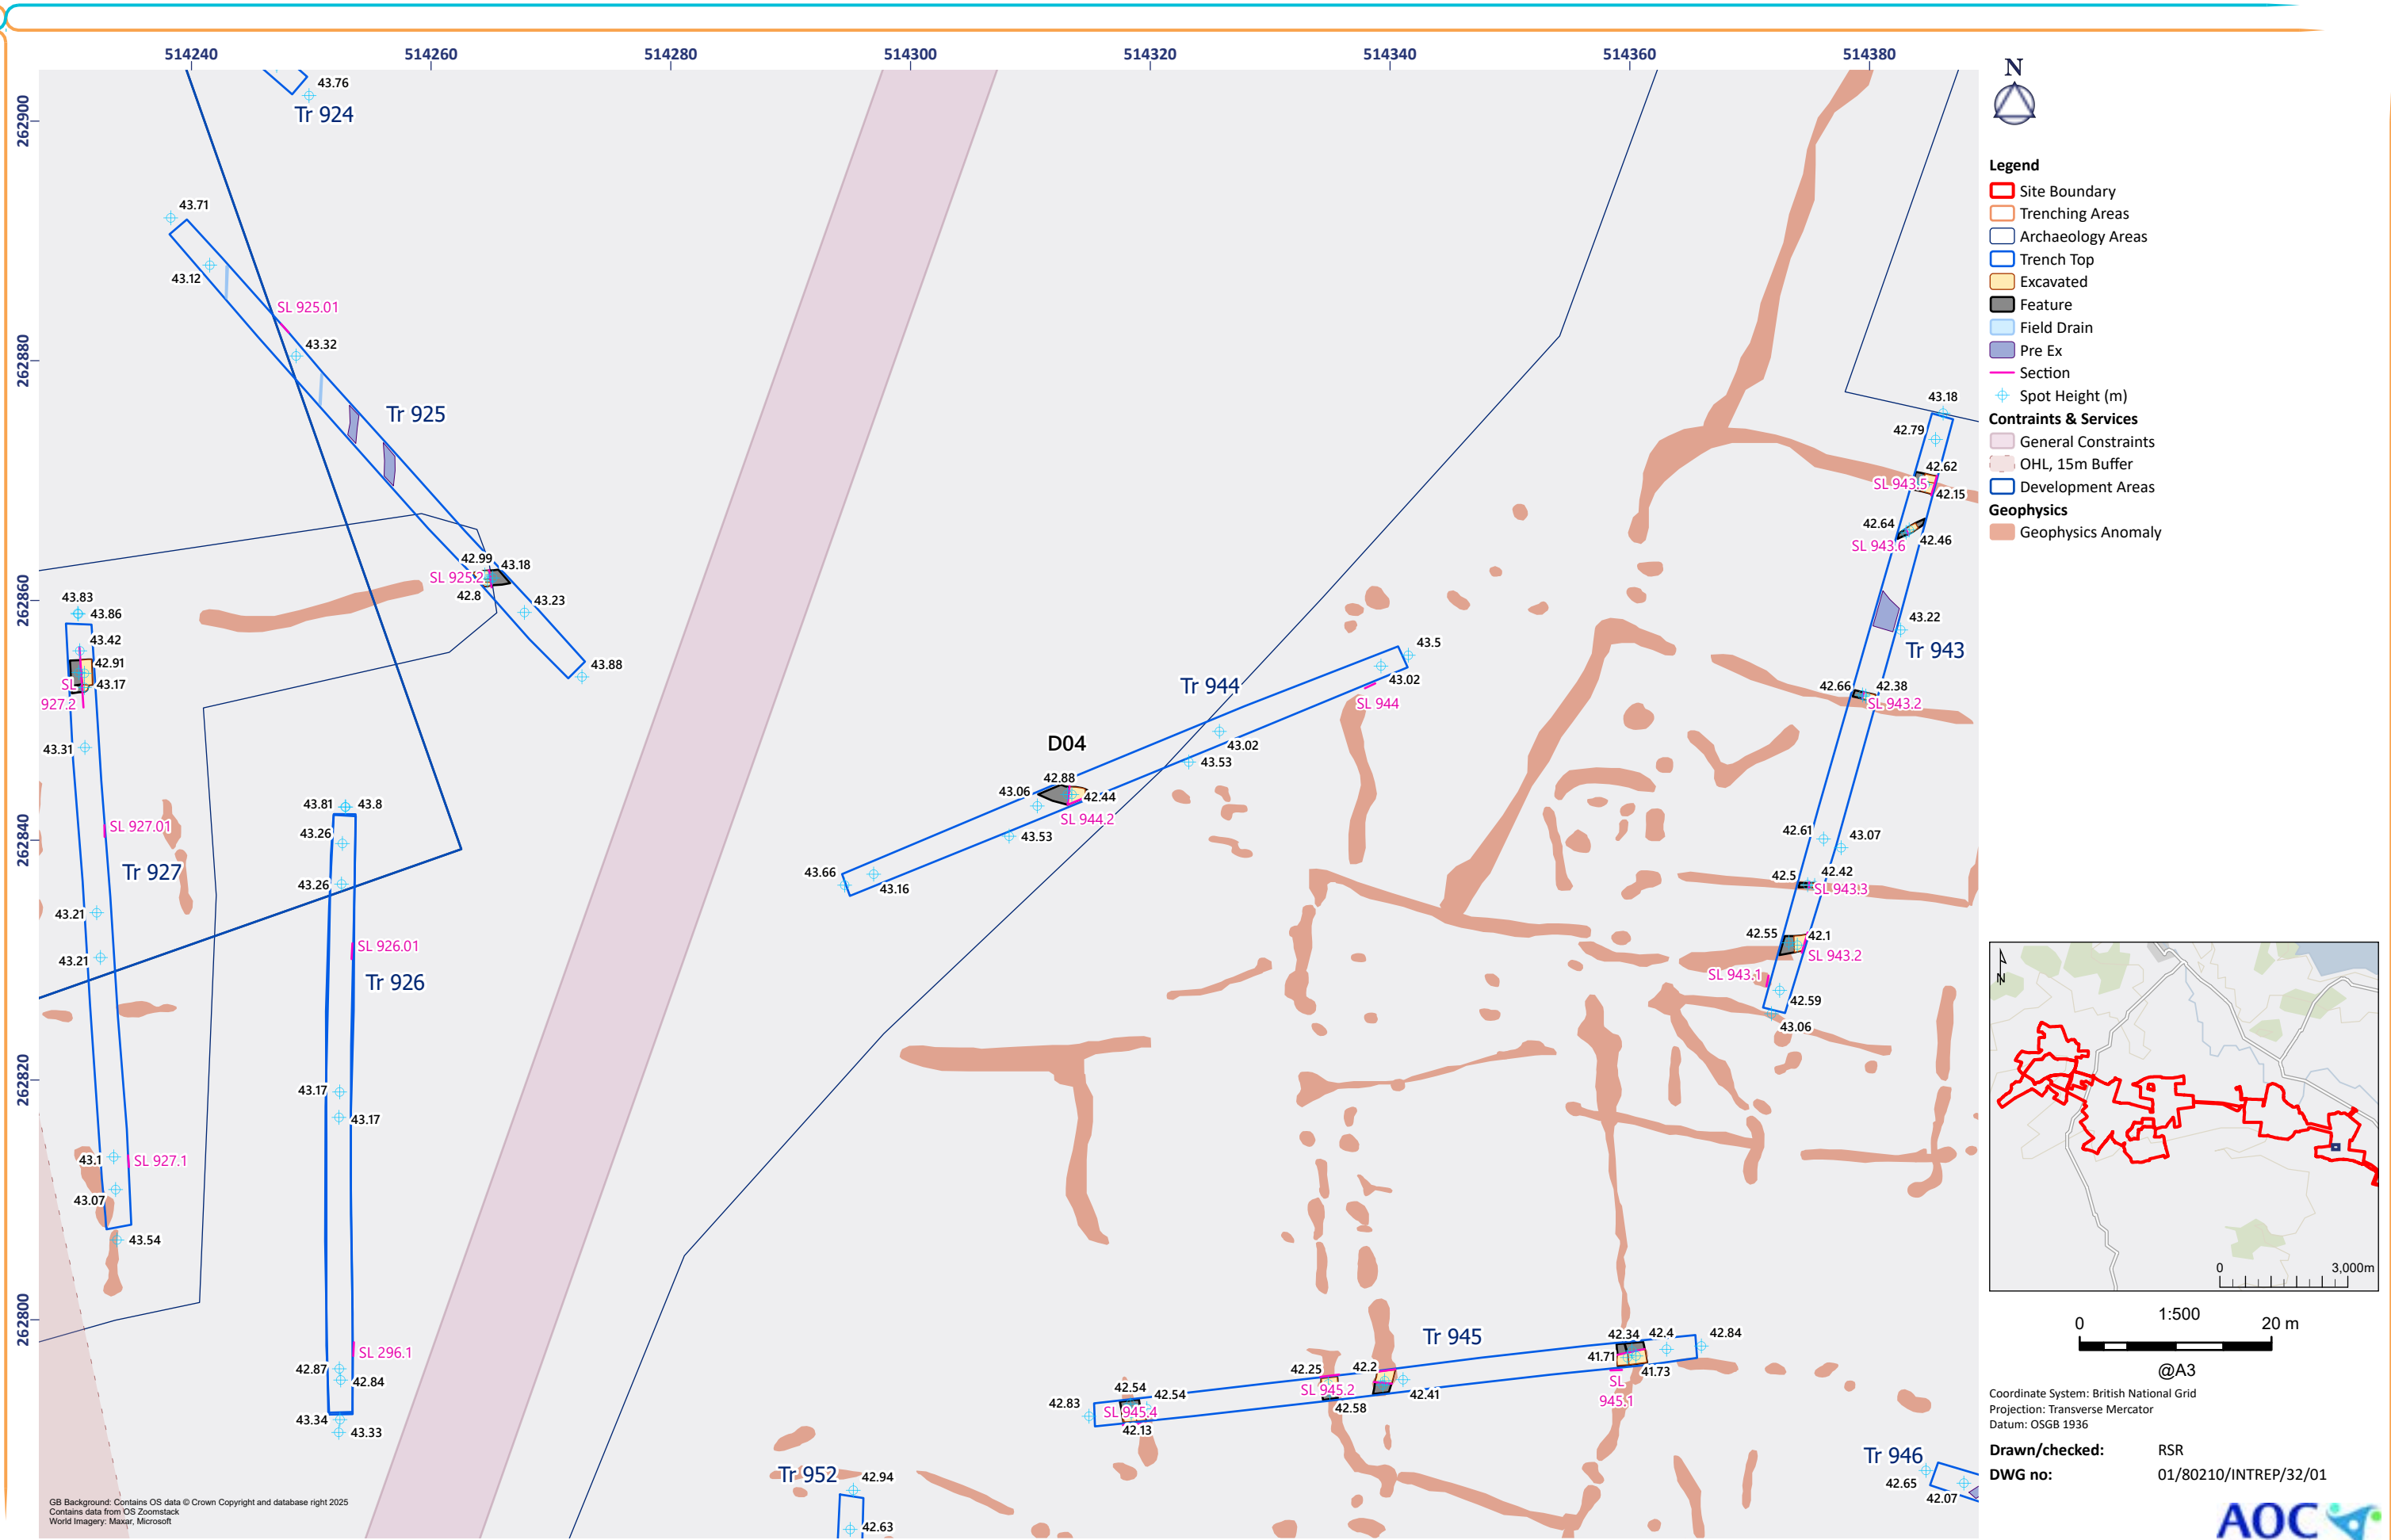 514240 514260 514280 514300 514320 514340 514360 514380
262900
262880
262860
262840
262820
262800
43.76
Tr 924
43.71
43.12
SL 925.01
43.32
Tr 925
42.99
43.18
SL 925.2
42.8
43.23
43.88
43.83
43.86
43.42
42.91
SL
43.17
927.2
43.31
SL 927.01
Tr 927
43.21
43.21
43.1
SL 927.1
43.07
43.54
43.81
43.8
43.26
43.26
SL 926.01
Tr 926
43.17
43.17
SL 296.1
42.87
42.84
43.34
43.33
Tr 944
43.5
43.02
SL 944
43.02
43.53
D04
42.88
43.06
42.44
SL 944.2
43.53
43.66
43.16
43.18
42.79
42.62
SL 943.5
42.15
42.64
42.46
SL 943.6
43.22
Tr 943
42.66
42.38
SL 943.2
42.61
43.07
42.42
42.5
SL 943.3
42.55
42.1
SL 943.2
SL 943.1
42.59
43.06
Tr 945
42.34
42.4
42.84
41.71
41.73
SL
945.1
42.25
42.2
SL 945.2
42.41
42.58
42.54
42.54
42.83
SL 945.4
42.13
Tr 952
42.94
42.63
Tr 946
42.65
42.07
GB Background: Contains OS data © Crown Copyright and database right 2025
Contains data from OS Zoomstack
World Imagery: Maxar, Microsoft
N
Legend
Site Boundary
Trenching Areas
Archaeology Areas
Trench Top
Excavated
Feature
Field Drain
Pre Ex
Section
Spot Height (m)
Contraints & Services
General Constraints
OHL, 15m Buffer
Development Areas
Geophysics
Geophysics Anomaly
N
0 3,000m
1:500
0 20 m
@A3
Coordinate System: British National Grid
Projection: Transverse Mercator
Datum: OSGB 1936
Drawn/checked: RSR
DWG no: 01/80210/INTREP/32/01
AOC